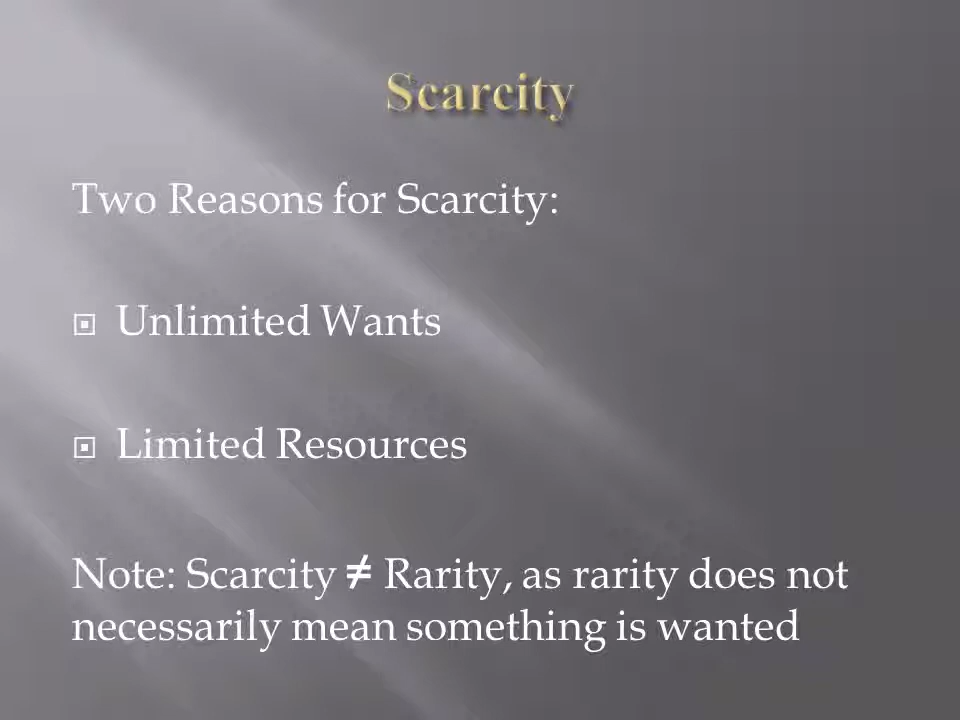 Scarcity
Two Reasons for Scarcity:
Unlimited Wants
Limited Resources
Note: Scarcity ≠ Rarity, as rarity does not
necessarily mean something is wanted